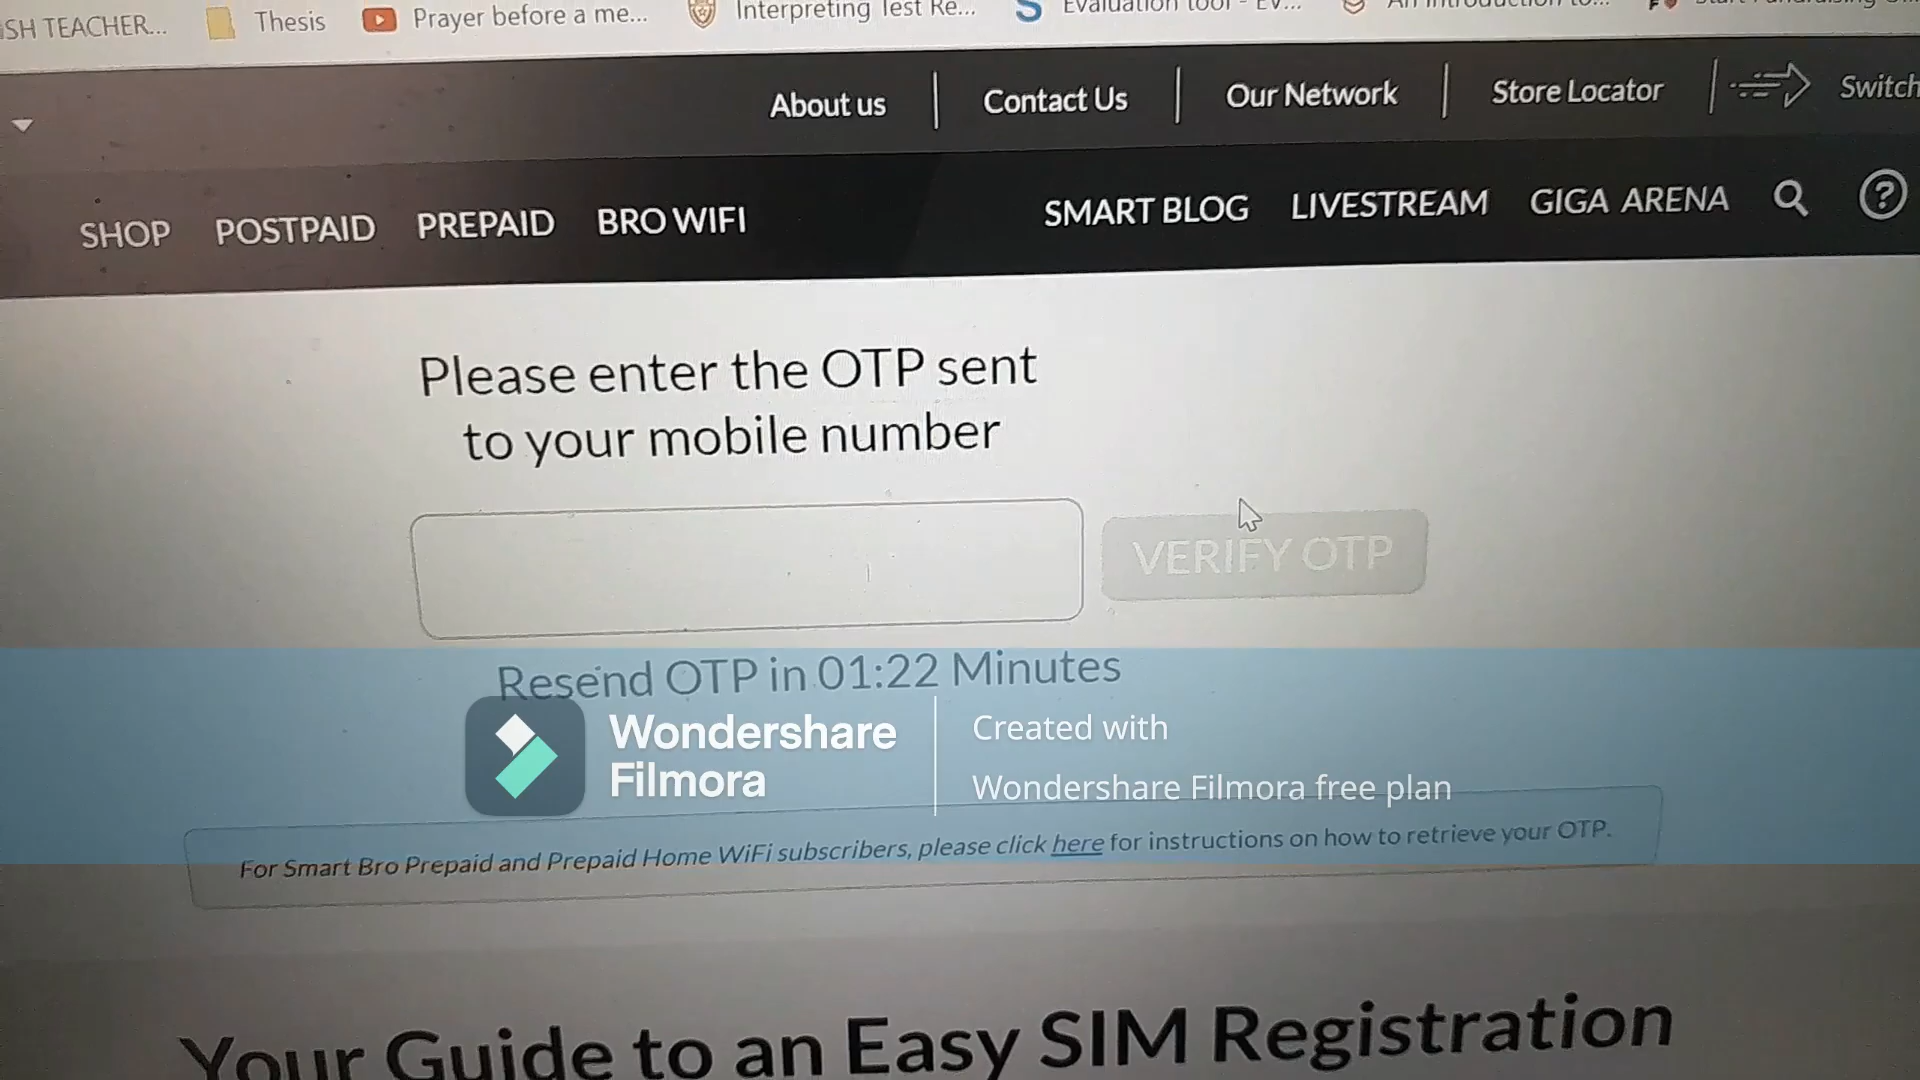 SH TEACHER...
Thesis
Prayer before a me...
Interpreting Test Re...
Evaluation tool - Ev...
About us
Contact Us
Our Network
Store Locator
Switch
SHOP
POSTPAID
PREPAID
BRO WIFI
SMART BLOG
LIVESTREAM
GIGA ARENA
Please enter the OTP sent
to your mobile number
VERIFY OTP
Resend OTP in 01:22 Minutes
Wondershare
Filmora
Created with
Wondershare Filmora free plan
For Smart Bro Prepaid and Prepaid Home WiFi subscribers, please click here for instructions on how to retrieve your OTP.
Your Guide to an Easy SIM Registration